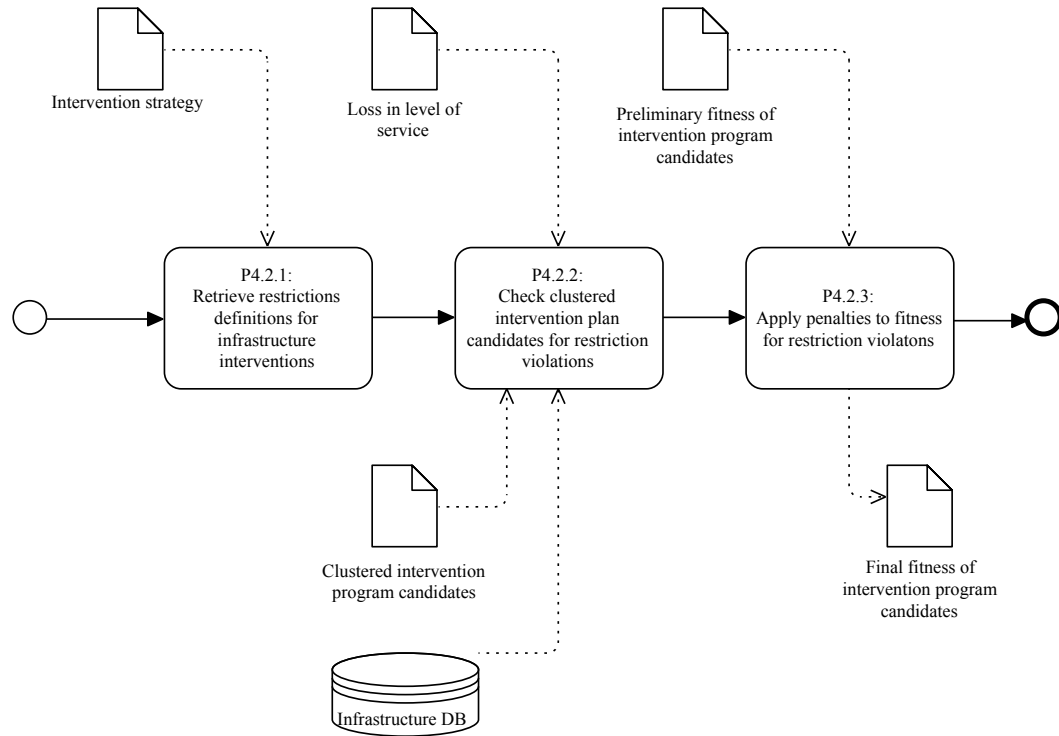 Intervention strategy
Loss in level of
service
Preliminary fitness of
intervention program
candidates
P4.2.1:
Retrieve restrictions
definitions for
infrastructure
interventions
P4.2.2:
Check clustered
intervention plan
candidates for restriction
violations
P4.2.3:
Apply penalties to fitness
for restriction violatons
Clustered intervention
program candidates
Final fitness of
intervention program
candidates
Infrastructure DB